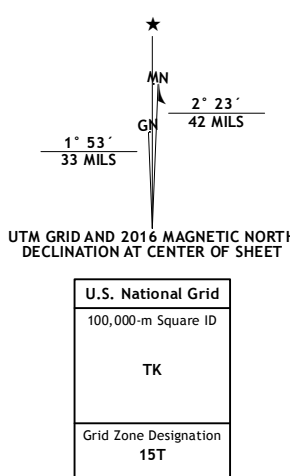 ★
MN
2° 23´
42 MILS
GN
1° 53´
33 MILS
UTM GRID AND 2016 MAGNETIC NORTH
DECLINATION AT CENTER OF SHEET
U.S. National Grid
100,000-m Square ID
TK
Grid Zone Designation
15T